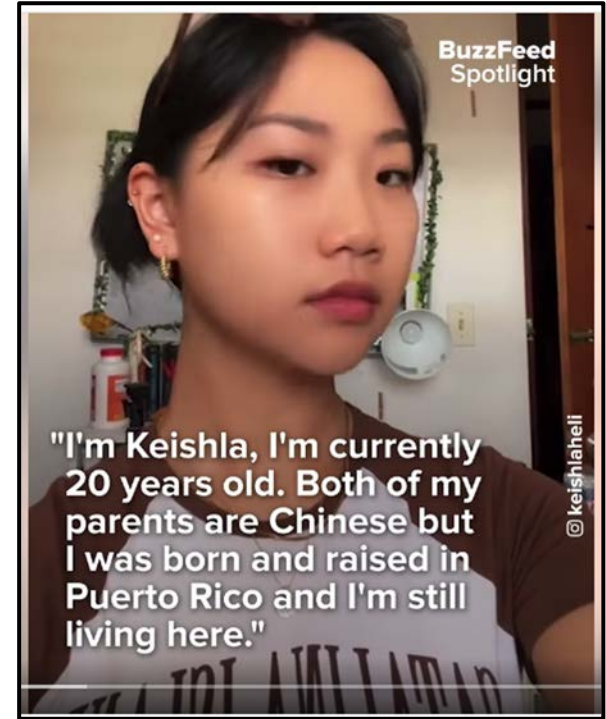 BuzzFeed
Spotlight
"I'm Keishla, I'm currently
20 years old. Both of my
parents are Chinese but
I was born and raised in
Puerto Rico and I'm still
living here."
keishlaheli